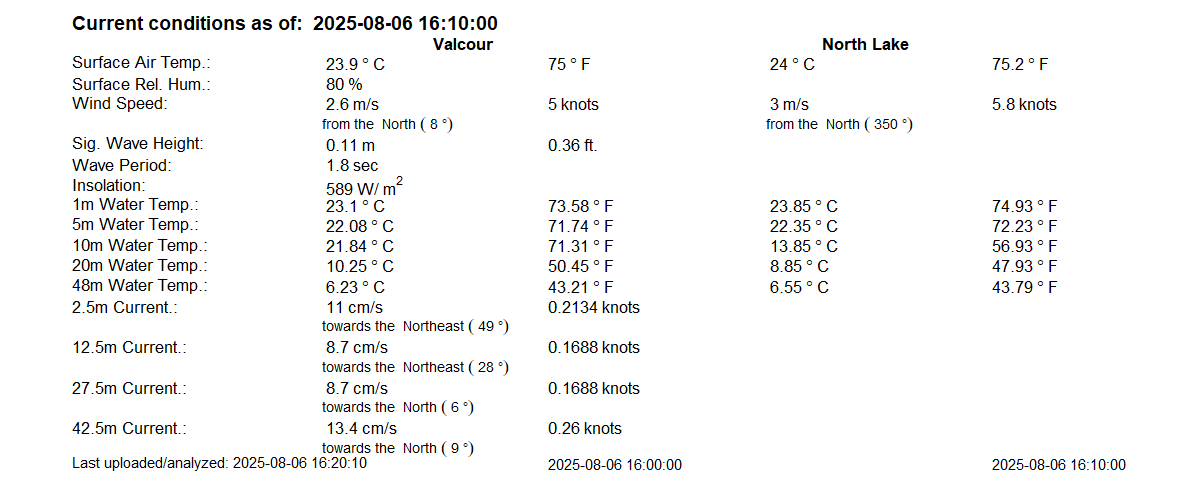 Current conditions as of: 2025-08-06 16:10:00
Valcour North Lake
Surface Air Temp.: 23.9 ° C 75 ° F 24 ° C 75.2 ° F
Surface Rel. Hum.: 80 %
Wind Speed: 2.6 m/s 5 knots 3 m/s 5.8 knots
from the North ( 8 °) from the North ( 350 °)
Sig. Wave Height: 0.11 m 0.36 ft.
Wave Period: 1.8 sec
Insolation: 589 W/ m²
1m Water Temp.: 23.1 ° C 73.58 ° F 23.85 ° C 74.93 ° F
5m Water Temp.: 22.08 ° C 71.74 ° F 22.35 ° C 72.23 ° F
10m Water Temp.: 21.84 ° C 71.31 ° F 13.85 ° C 56.93 ° F
20m Water Temp.: 10.25 ° C 50.45 ° F 8.85 ° C 47.93 ° F
48m Water Temp.: 6.23 ° C 43.21 ° F 6.55 ° C 43.79 ° F
2.5m Current.: 11 cm/s 0.2134 knots
towards the Northeast ( 49 °)
12.5m Current.: 8.7 cm/s 0.1688 knots
towards the Northeast ( 28 °)
27.5m Current.: 8.7 cm/s 0.1688 knots
towards the North ( 6 °)
42.5m Current.: 13.4 cm/s 0.26 knots
towards the North ( 9 °)
Last uploaded/analyzed: 2025-08-06 16:20:10 2025-08-06 16:00:00 2025-08-06 16:10:00